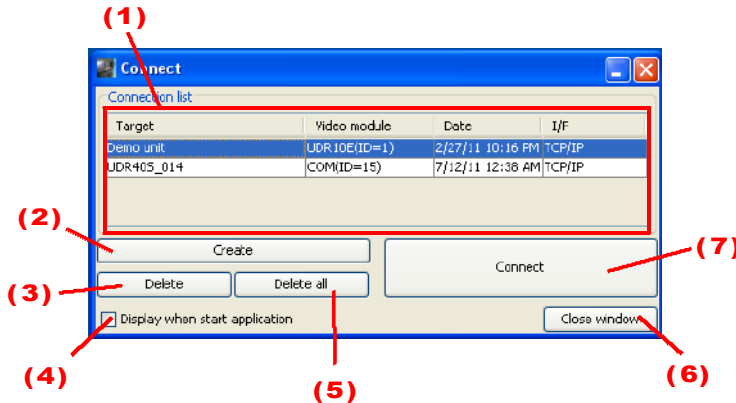 (1)
Connect
Connection list
Target Video module Date I/F
Demo unit UDR10E(ID=1) 2/27/11 10:16 PM TCP/IP
UDR405_014 COM(ID=15) 7/12/11 12:38 AM TCP/IP
(2)
Create
(7)
Connect
(3)
Delete Delete all
Display when start application Close window
(4)
(5)
(6)